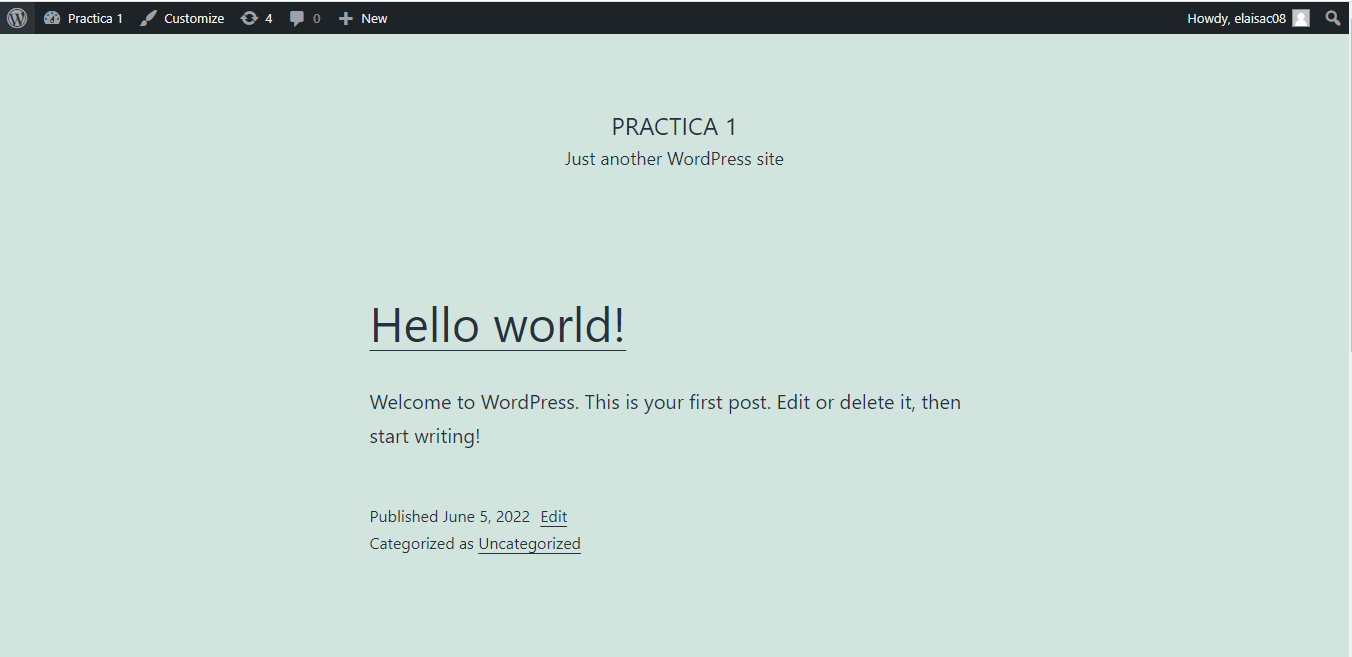 Practica 1 Customize 4 0 New Howdy, elaisac08
PRACTICA 1
Just another WordPress site
Hello world!
Welcome to WordPress. This is your first post. Edit or delete it, then
start writing!
Published June 5, 2022 Edit
Categorized as Uncategorized